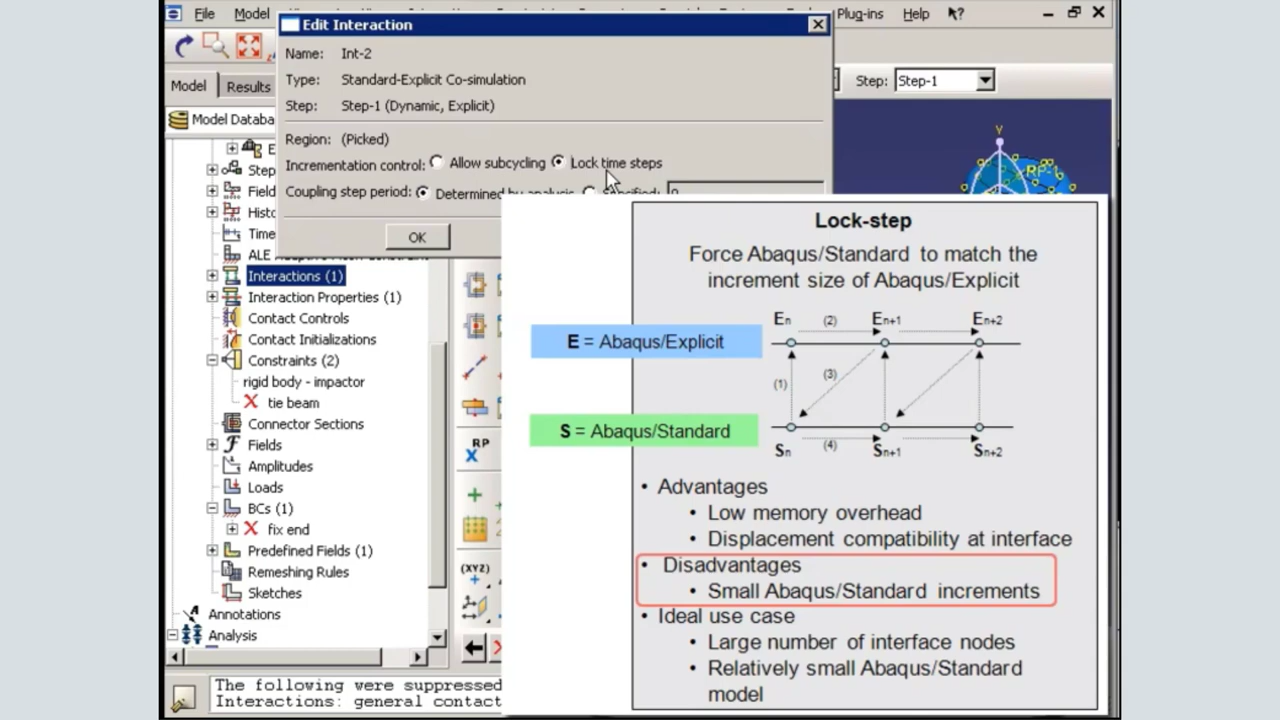 File Model Plug-ins Help
Edit Interaction
Name: Int-2
Type: Standard-Explicit Co-simulation
Step: Step-1 (Dynamic, Explicit)
Region: (Picked)
Incrementation control: Allow subcycling Lock time steps
Coupling step period: Determined by analysis Specified: 0
OK
Step: Step-1
Model Results
Model Databa
E
Step
Field
Histo
Time
ALE
Interactions (1)
Interaction Properties (1)
Contact Controls
Contact Initializations
Constraints (2)
rigid body - impactor
tie beam
Connector Sections
Fields
Amplitudes
Loads
BCs (1)
fix end
Predefined Fields (1)
Remeshing Rules
Sketches
Annotations
Analysis
RP
(XYZ)
Y
RP-1
Lock-step
Force Abaqus/Standard to match the
increment size of Abaqus/Explicit
En (2) En+1 En+2
E = Abaqus/Explicit
(1) (3)
S = Abaqus/Standard
Sn (4) Sn+1 Sn+2
• Advantages
• Low memory overhead
• Displacement compatibility at interface
• Disadvantages
• Small Abaqus/Standard increments
• Ideal use case
• Large number of interface nodes
• Relatively small Abaqus/Standard
model
The following were suppressed
Interactions: general contact